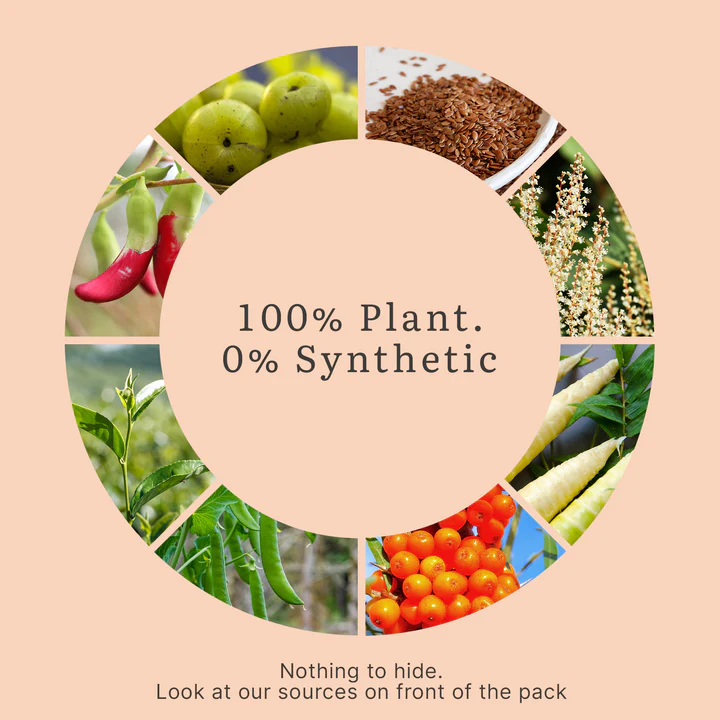 100% Plant.
0% Synthetic
Nothing to hide.
Look at our sources on front of the pack